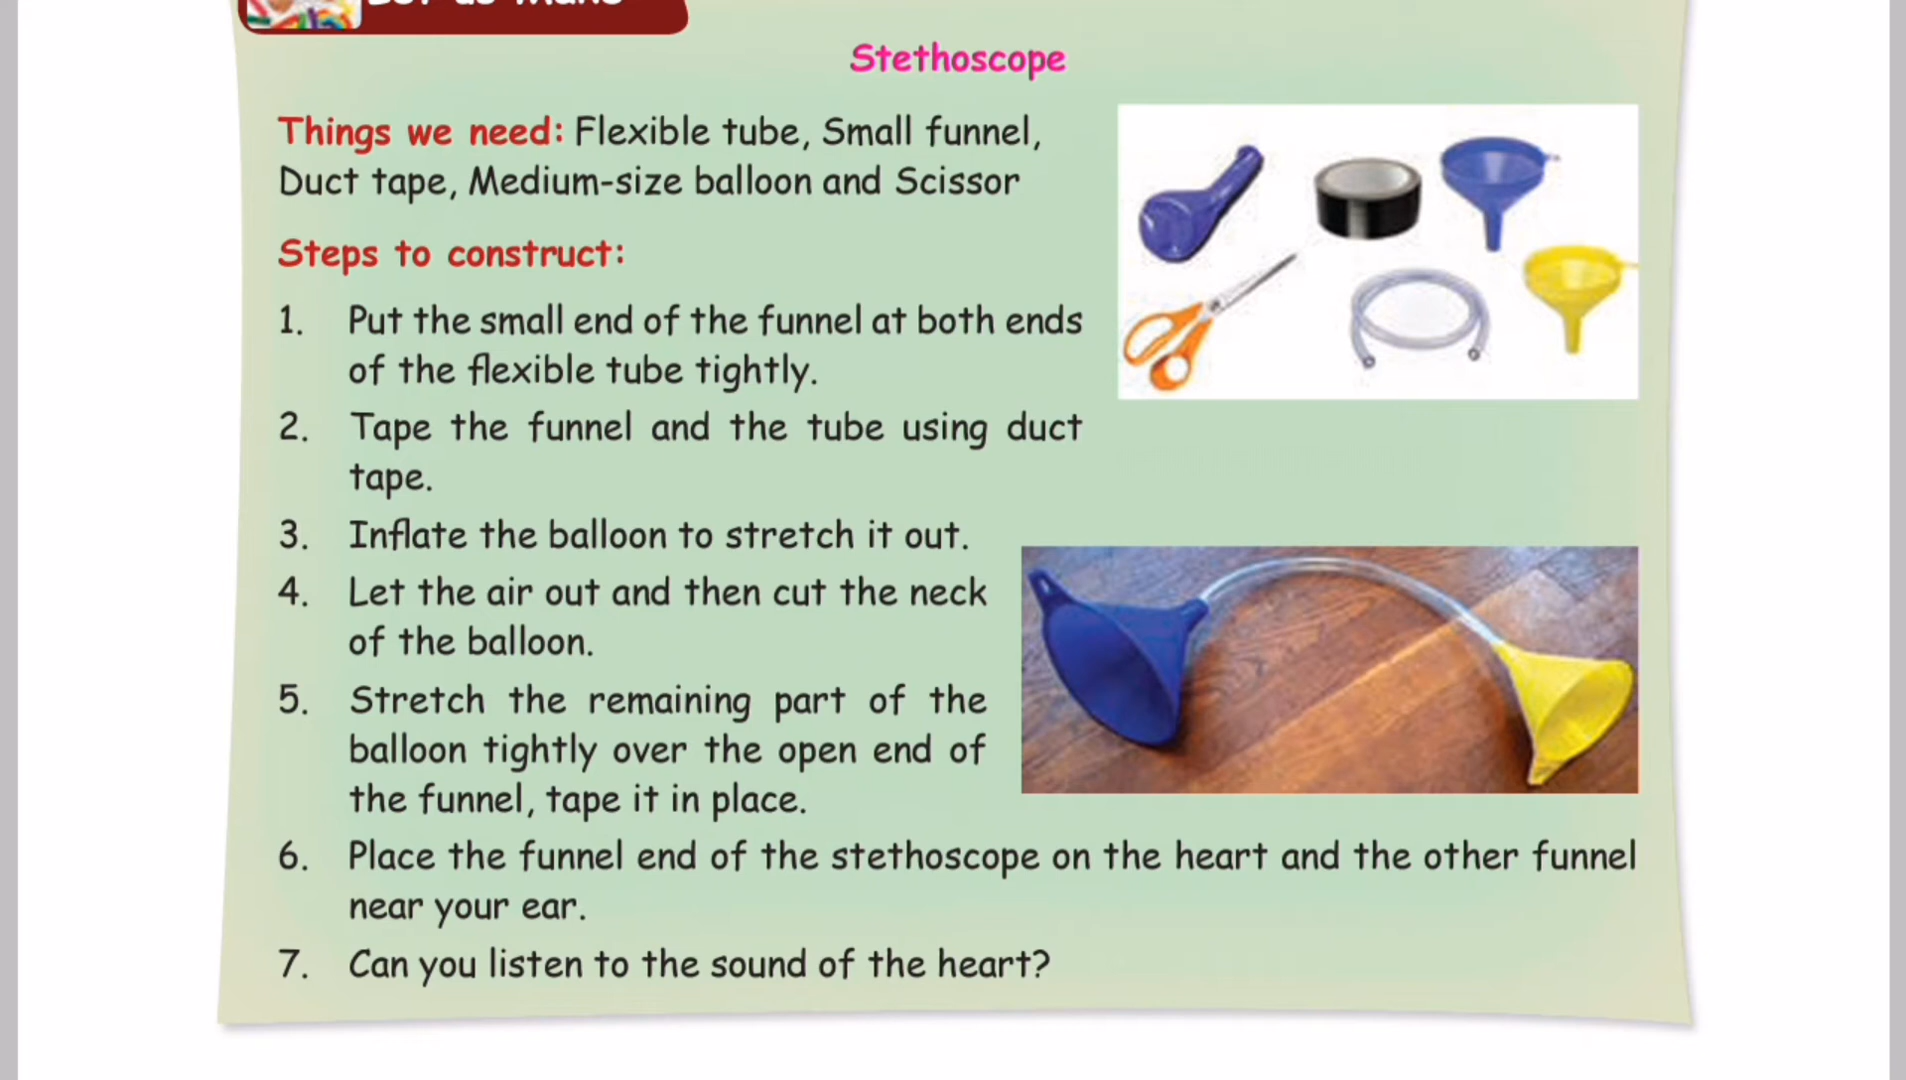 Stethoscope
Things we need: Flexible tube, Small funnel,
Duct tape, Medium-size balloon and Scissor
Steps to construct:
1. Put the small end of the funnel at both ends
of the flexible tube tightly.
2. Tape the funnel and the tube using duct
tape.
3. Inflate the balloon to stretch it out.
4. Let the air out and then cut the neck
of the balloon.
5. Stretch the remaining part of the
balloon tightly over the open end of
the funnel, tape it in place.
6. Place the funnel end of the stethoscope on the heart and the other funnel
near your ear.
7. Can you listen to the sound of the heart?